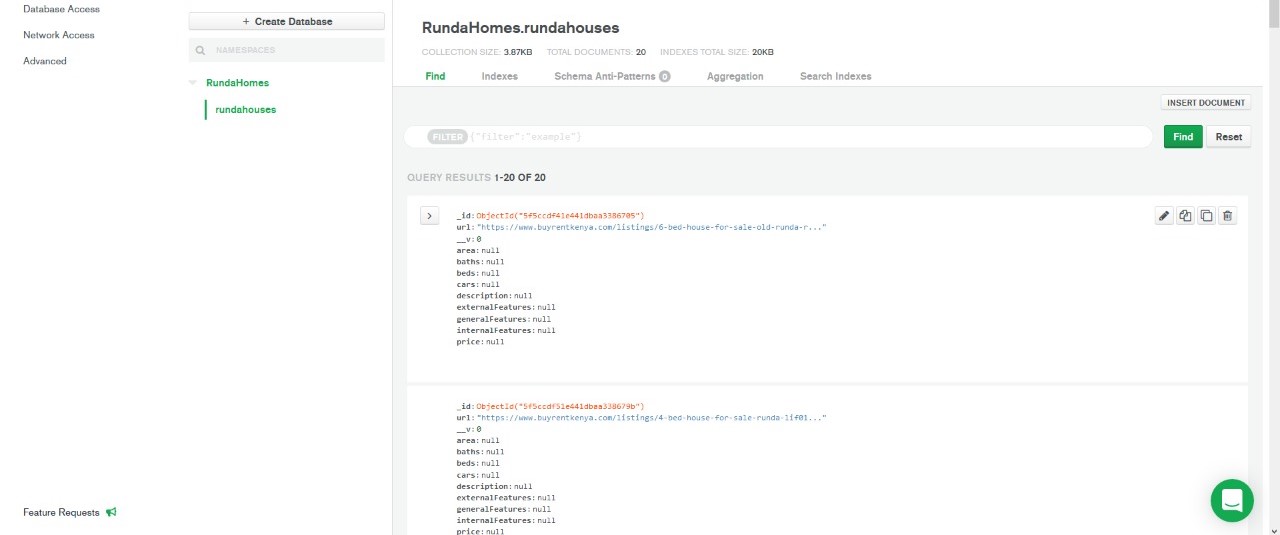 Database Access
Network Access
Advanced
Feature Requests
+ Create Database
NAMESPACES
RundaHomes
rundahouses
RundaHomes.rundahouses
COLLECTION SIZE: 3.87KB TOTAL DOCUMENTS: 20 INDEXES TOTAL SIZE: 20KB
Find Indexes Schema Anti-Patterns 0 Aggregation Search Indexes
INSERT DOCUMENT
FILTER {"filter":"example"}
Find Reset
QUERY RESULTS 1-20 OF 20
_id:ObjectId("5f5ccdf41e441dbaa3386705")
url:"https://www.buyrentkenya.com/listings/6-bed-house-for-sale-old-runda-r..."
__v:0
area:null
baths:null
beds:null
cars:null
description:null
externalFeatures:null
generalFeatures:null
internalFeatures:null
price:null
_id:ObjectId("5f5ccdf51e441dbaa338679b")
url:"https://www.buyrentkenya.com/listings/4-bed-house-for-sale-runda-lif01..."
__v:0
area:null
baths:null
beds:null
cars:null
description:null
externalFeatures:null
generalFeatures:null
internalFeatures:null
price:null